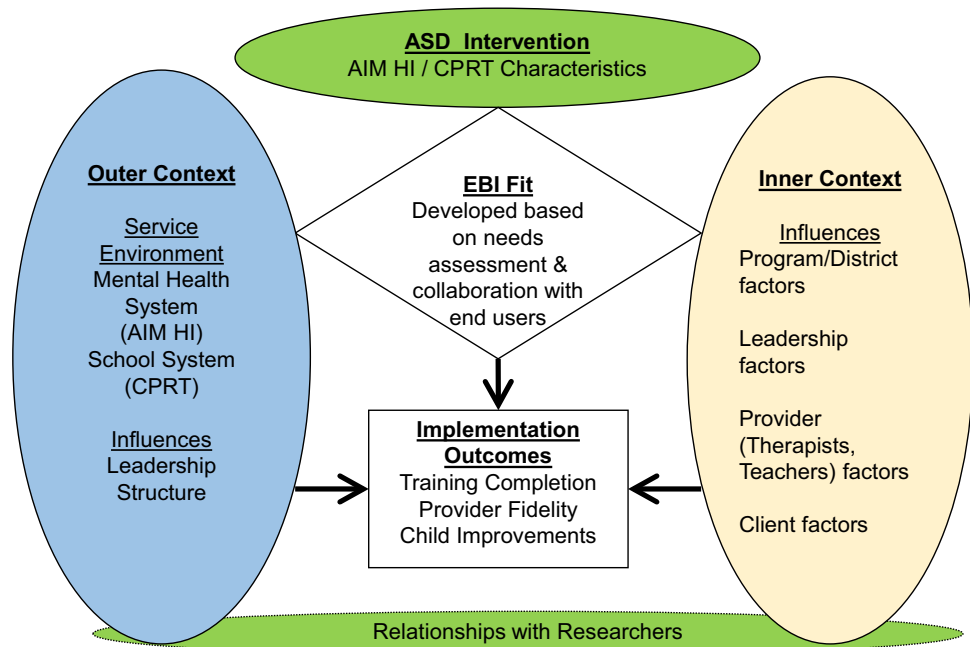 ASD Intervention
AIM HI / CPRT Characteristics
Outer Context
Service
Environment
Mental Health
System
(AIM HI)
School System
(CPRT)
Influences
Leadership
Structure
EBI Fit
Developed based
on needs
assessment &
collaboration with
end users
Implementation
Outcomes
Training Completion
Provider Fidelity
Child Improvements
Inner Context
Influences
Program/District
factors
Leadership
factors
Provider
(Therapists,
Teachers) factors
Client factors
Relationships with Researchers